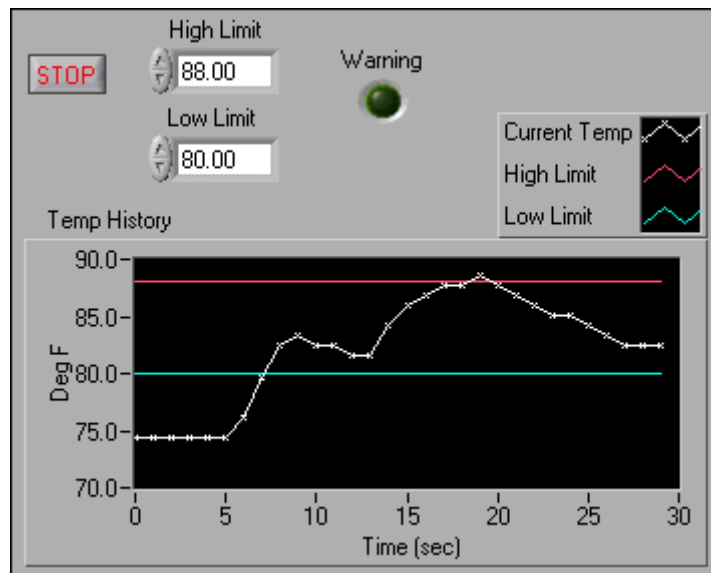 STOP
High Limit
88.00
Low Limit
80.00
Warning
Current Temp
High Limit
Low Limit
Temp History
Deg F
90.0
85.0
80.0
75.0
70.0
0 5 10 15 20 25 30
Time (sec)